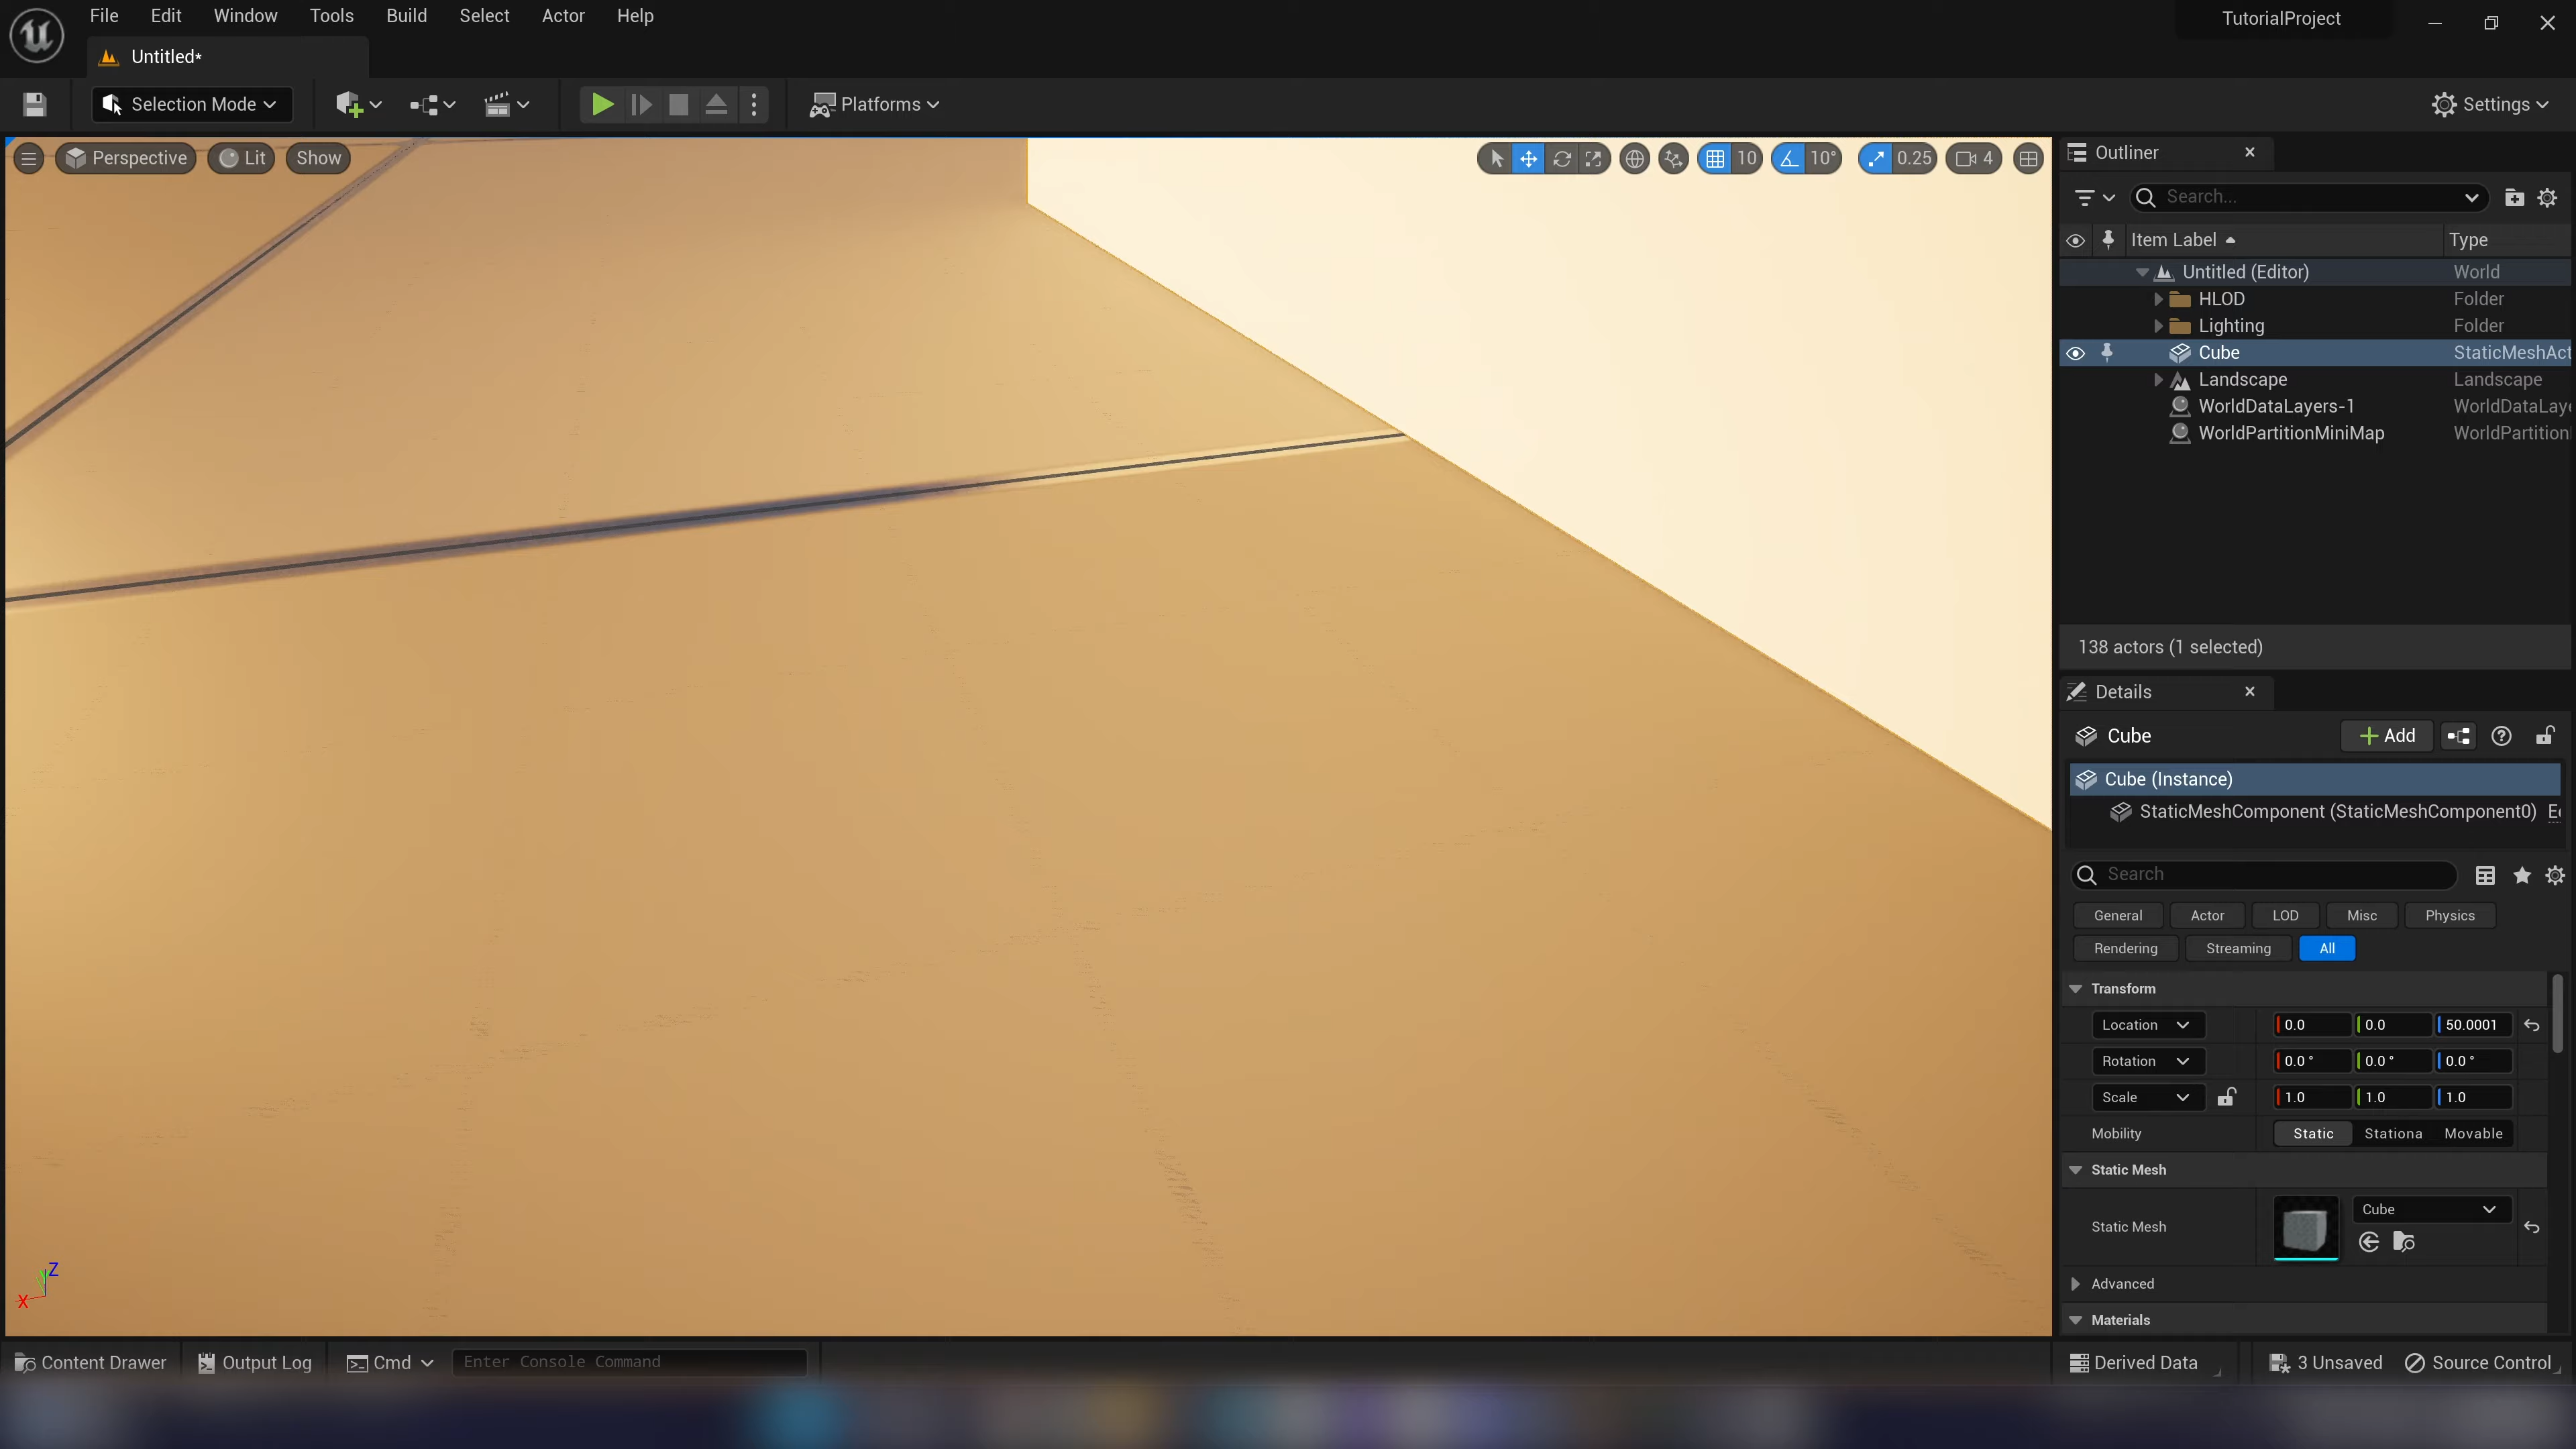 File Edit Window Tools Build Select Actor Help
TutorialProject
Untitled*
Selection Mode
Platforms
Settings
Perspective Lit Show
10 10° 0.25 4
Outliner
Search...
Item Label Type
Untitled (Editor) World
HLOD Folder
Lighting Folder
Cube StaticMeshAct
Landscape Landscape
WorldDataLayers-1 WorldDataLaye
WorldPartitionMiniMap WorldPartition
138 actors (1 selected)
Details
Cube Add
Cube (Instance)
StaticMeshComponent (StaticMeshComponent0) Ed
Search
General Actor LOD Misc Physics
Rendering Streaming All
Transform
Location 0.0 0.0 50.0001
Rotation 0.0 ° 0.0 ° 0.0 °
Scale 1.0 1.0 1.0
Mobility Static Stationa Movable
Static Mesh
Static Mesh Cube
Advanced
Materials
Z
X
Content Drawer Output Log Cmd Enter Console Command
Derived Data 3 Unsaved Source Control